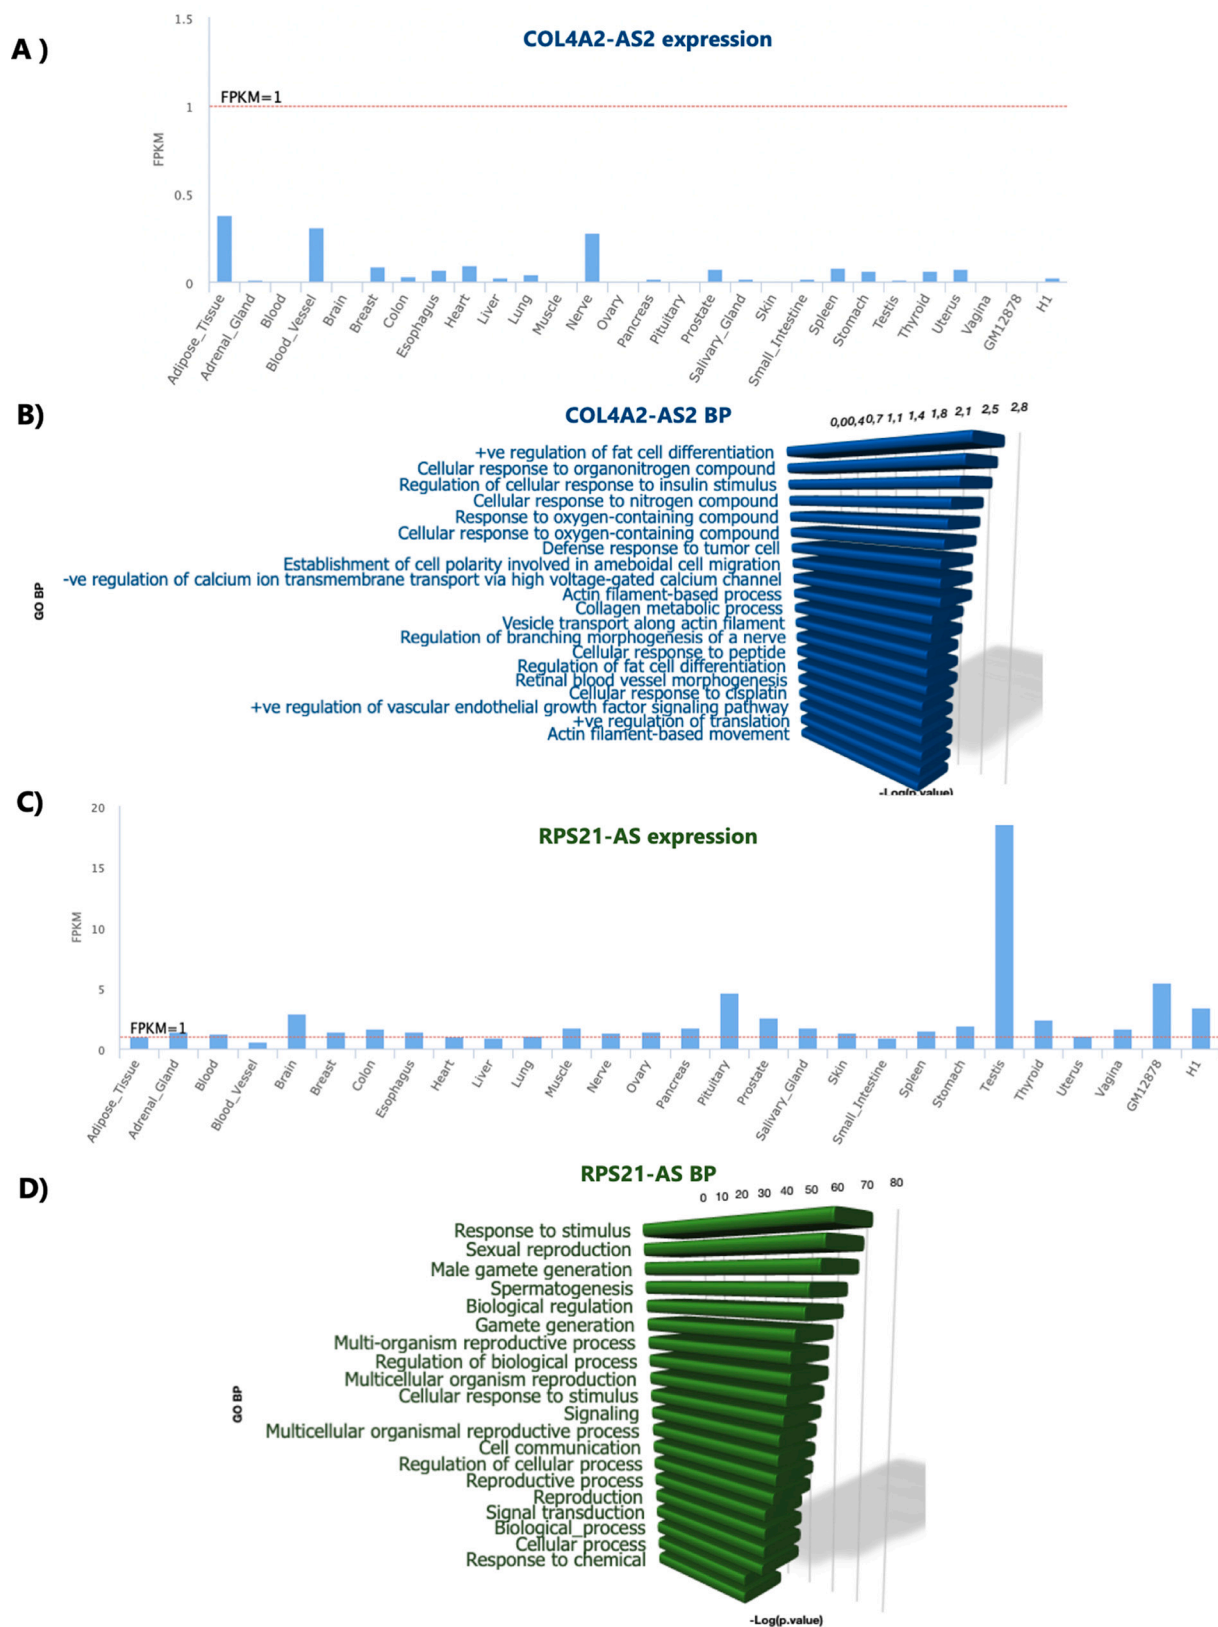 A )
COL4A2-AS2 expression
1.5
FPKM=1
1
FPKM
0.5
0
Adipose_Tissue
Adrenal_Gland
Blood
Blood_Vessel
Brain
Breast
Colon
Esophagus
Heart
Liver
Lung
Muscle
Nerve
Ovary
Pancreas
Pituitary
Prostate
Salivary_Gland
Skin
Small_Intestine
Spleen
Stomach
Testis
Thyroid
Uterus
Vagina
GM12878
H1
B)
COL4A2-AS2 BP
0,00,40,7 1,1 1,4 1,8 2,1 2,5 2,8
+ve regulation of fat cell differentiation
Cellular response to organonitrogen compound
Regulation of cellular response to insulin stimulus
Cellular response to nitrogen compound
Response to oxygen-containing compound
Cellular response to oxygen-containing compound
Defense response to tumor cell
Establishment of cell polarity involved in ameboidal cell migration
-ve regulation of calcium ion transmembrane transport via high voltage-gated calcium channel
Actin filament-based process
Collagen metabolic process
Vesicle transport along actin filament
Regulation of branching morphogenesis of a nerve
Cellular response to peptide
Regulation of fat cell differentiation
Retinal blood vessel morphogenesis
Cellular response to cisplatin
+ve regulation of vascular endothelial growth factor signaling pathway
+ve regulation of translation
Actin filament-based movement
GO BP
-Log(p.value)
C)
RPS21-AS expression
20
15
10
5
0
FPKM
FPKM=1
Adipose_Tissue
Adrenal_Gland
Blood
Blood_Vessel
Brain
Breast
Colon
Esophagus
Heart
Liver
Lung
Muscle
Nerve
Ovary
Pancreas
Pituitary
Prostate
Salivary_Gland
Skin
Small_Intestine
Spleen
Stomach
Testis
Thyroid
Uterus
Vagina
GM12878
H1
D)
RPS21-AS BP
0 10 20 30 40 50 60 70 80
Response to stimulus
Sexual reproduction
Male gamete generation
Spermatogenesis
Biological regulation
Gamete generation
Multi-organism reproductive process
Regulation of biological process
Multicellular organism reproduction
Cellular response to stimulus
Signaling
Multicellular organismal reproductive process
Cell communication
Regulation of cellular process
Reproductive process
Reproduction
Signal transduction
Biological_process
Cellular process
Response to chemical
GO BP
-Log(p.value)